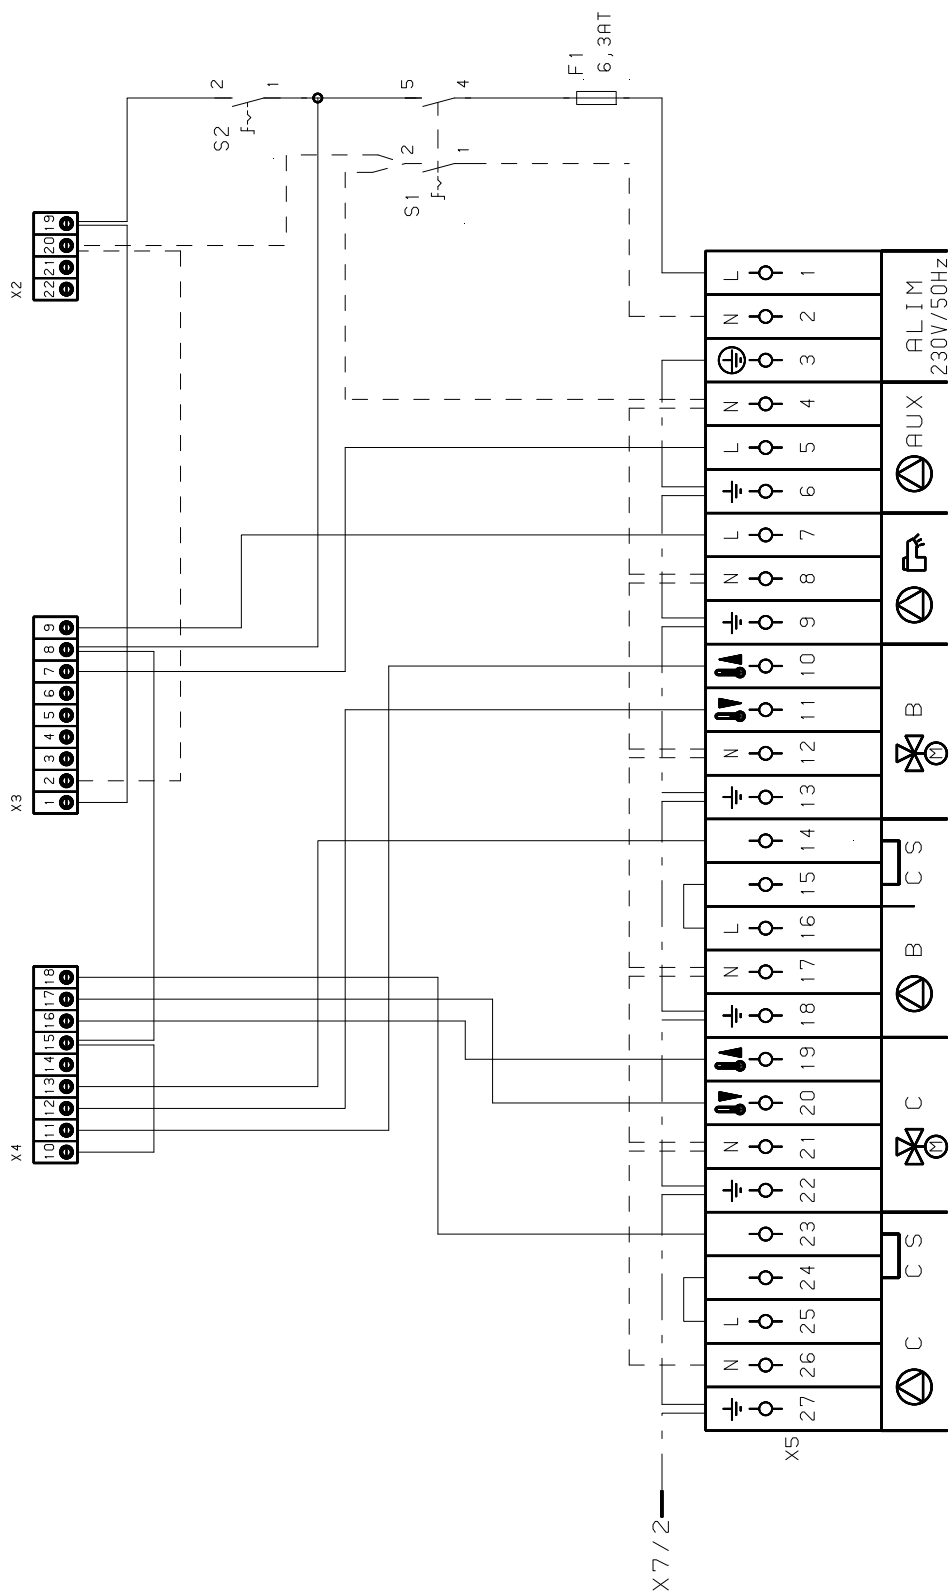 X4
10 11 12 13 14 15 16 17 18
X3
1 2 3 4 5 6 7 8 9
X2
22 21 20 19
2
S2
1
5
4
2
S1
1
F1
6,3AT
X7/2
N L N N L N N L L N N L
X5
27 26 25 24 23 22 21 20 19 18 17 16 15 14 13 12 11 10 9 8 7 6 5 4 3 2 1
C
C S
M
C
B
C S
M
B
AUX
ALIM
230V/50Hz